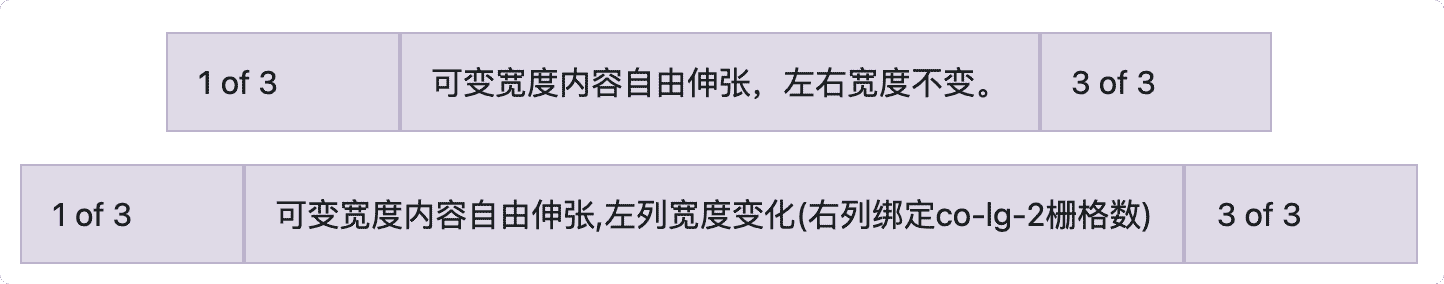 1 of 3 可变宽度内容自由伸张，左右宽度不变。 3 of 3
1 of 3 可变宽度内容自由伸张,左列宽度变化(右列绑定co-lg-2栅格数) 3 of 3